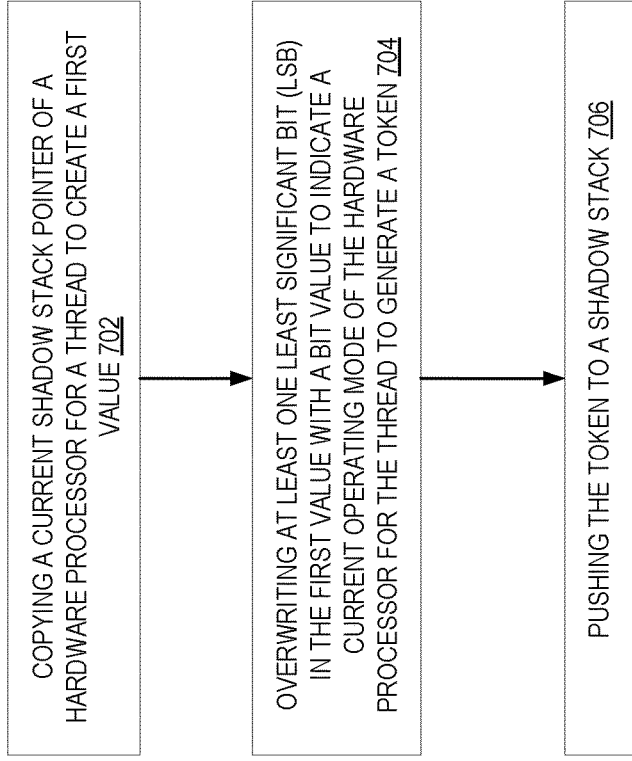 COPYING A CURRENT SHADOW STACK POINTER OF A
HARDWARE PROCESSOR FOR A THREAD TO CREATE A FIRST
VALUE 702
OVERWRITING AT LEAST ONE LEAST SIGNIFICANT BIT (LSB)
IN THE FIRST VALUE WITH A BIT VALUE TO INDICATE A
CURRENT OPERATING MODE OF THE HARDWARE
PROCESSOR FOR THE THREAD TO GENERATE A TOKEN 704
PUSHING THE TOKEN TO A SHADOW STACK 706